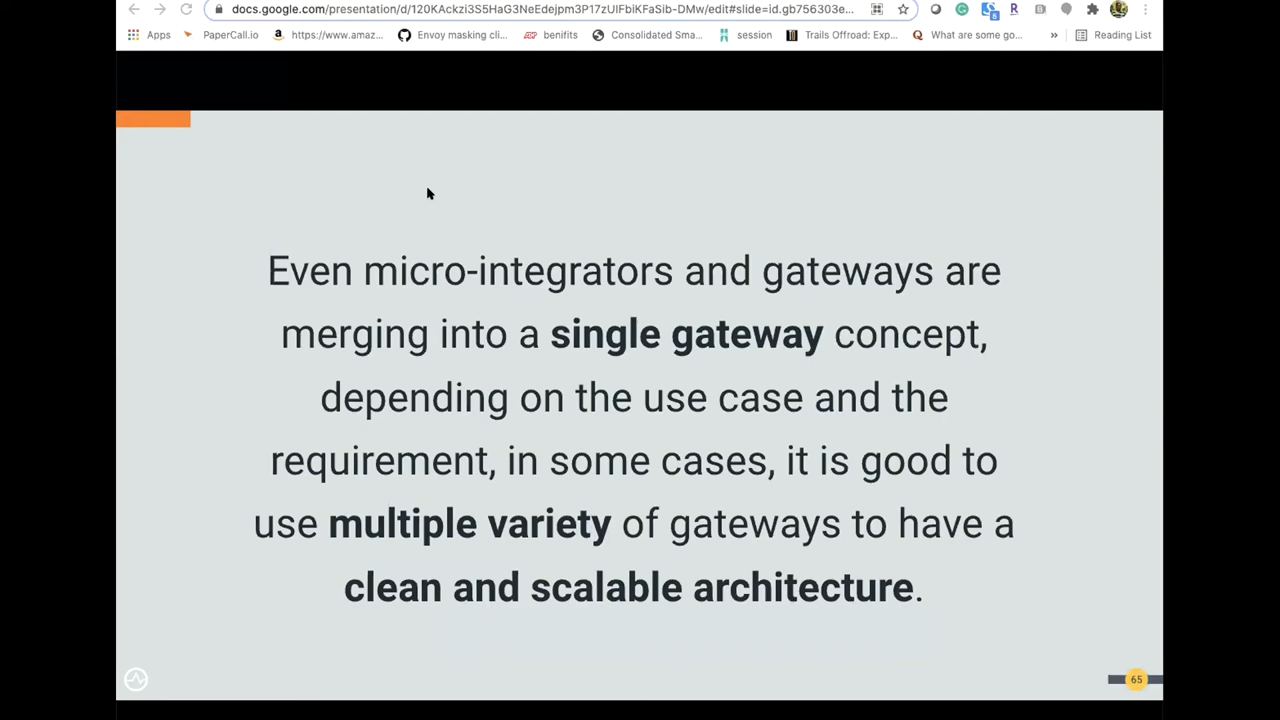 docs.google.com/presentation/d/120KAckzi3S5HaG3NeEdejpm3P17zUIFbiKFaSib-DMw/edit#slide=id.gb756303e...
Apps PaperCall.io https://www.amaz... Envoy masking cli... benifits Consolidated Sma... session Trails Offroad: Exp... What are some go... » Reading List
Even micro-integrators and gateways are
merging into a single gateway concept,
depending on the use case and the
requirement, in some cases, it is good to
use multiple variety of gateways to have a
clean and scalable architecture.
65